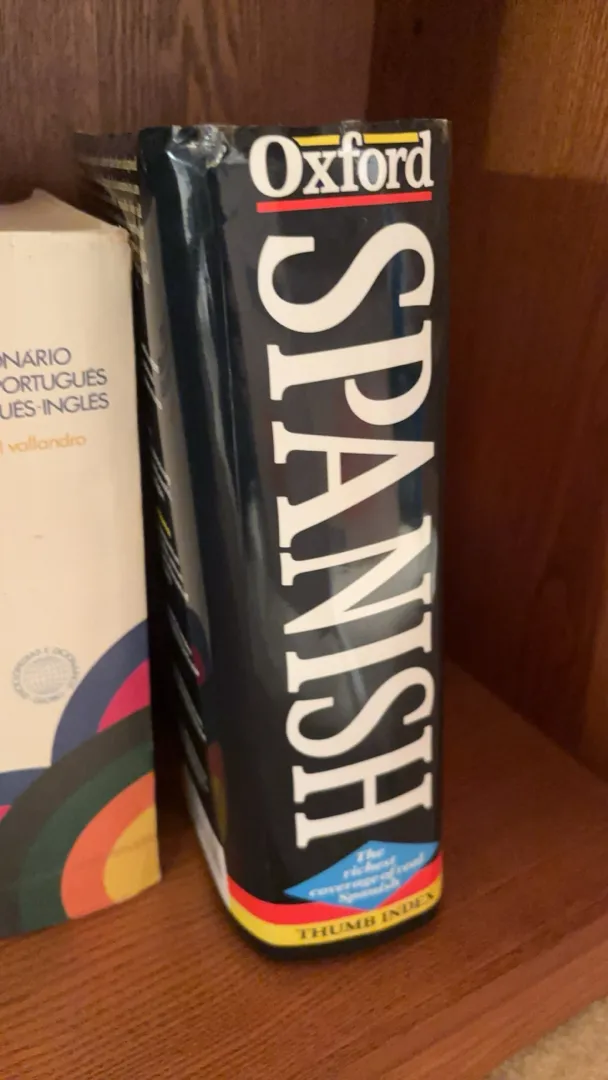 ONÁRIO
PORTUGUÊS
UÊS-INGLÊS
vallandro
Oxford
SPANISH
The
richest
coverage of real
Spanish
THUMB INDEX